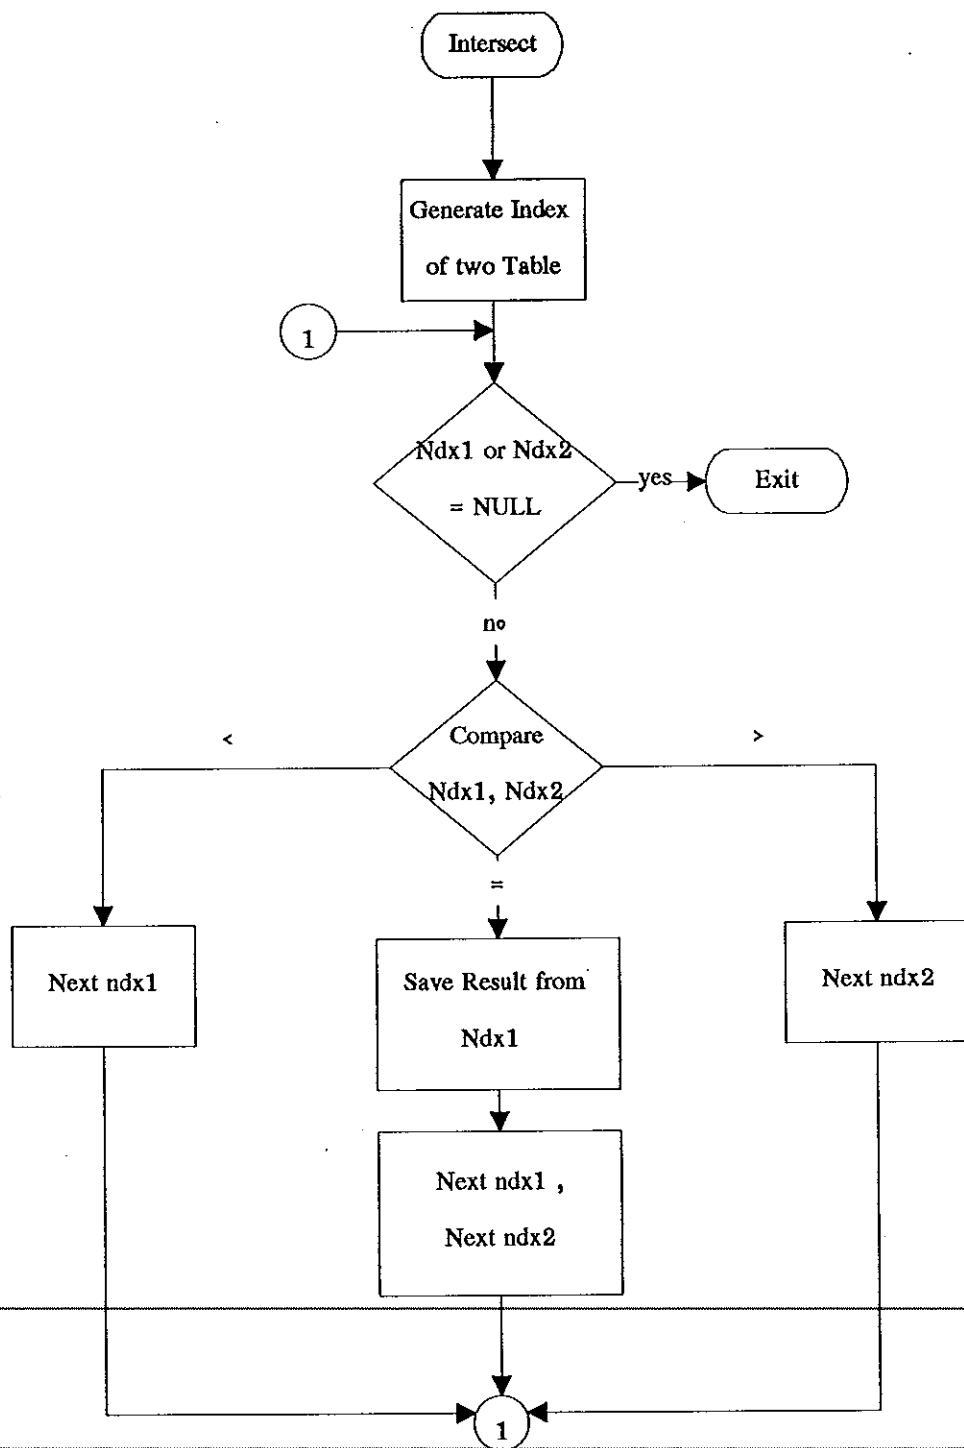 Intersect
Generate Index
of two Table
1
Ndx1 or Ndx2
= NULL
yes
Exit
no
Compare
Ndx1, Ndx2
<
>
=
Next ndx1
Save Result from
Ndx1
Next ndx2
Next ndx1 ,
Next ndx2
1